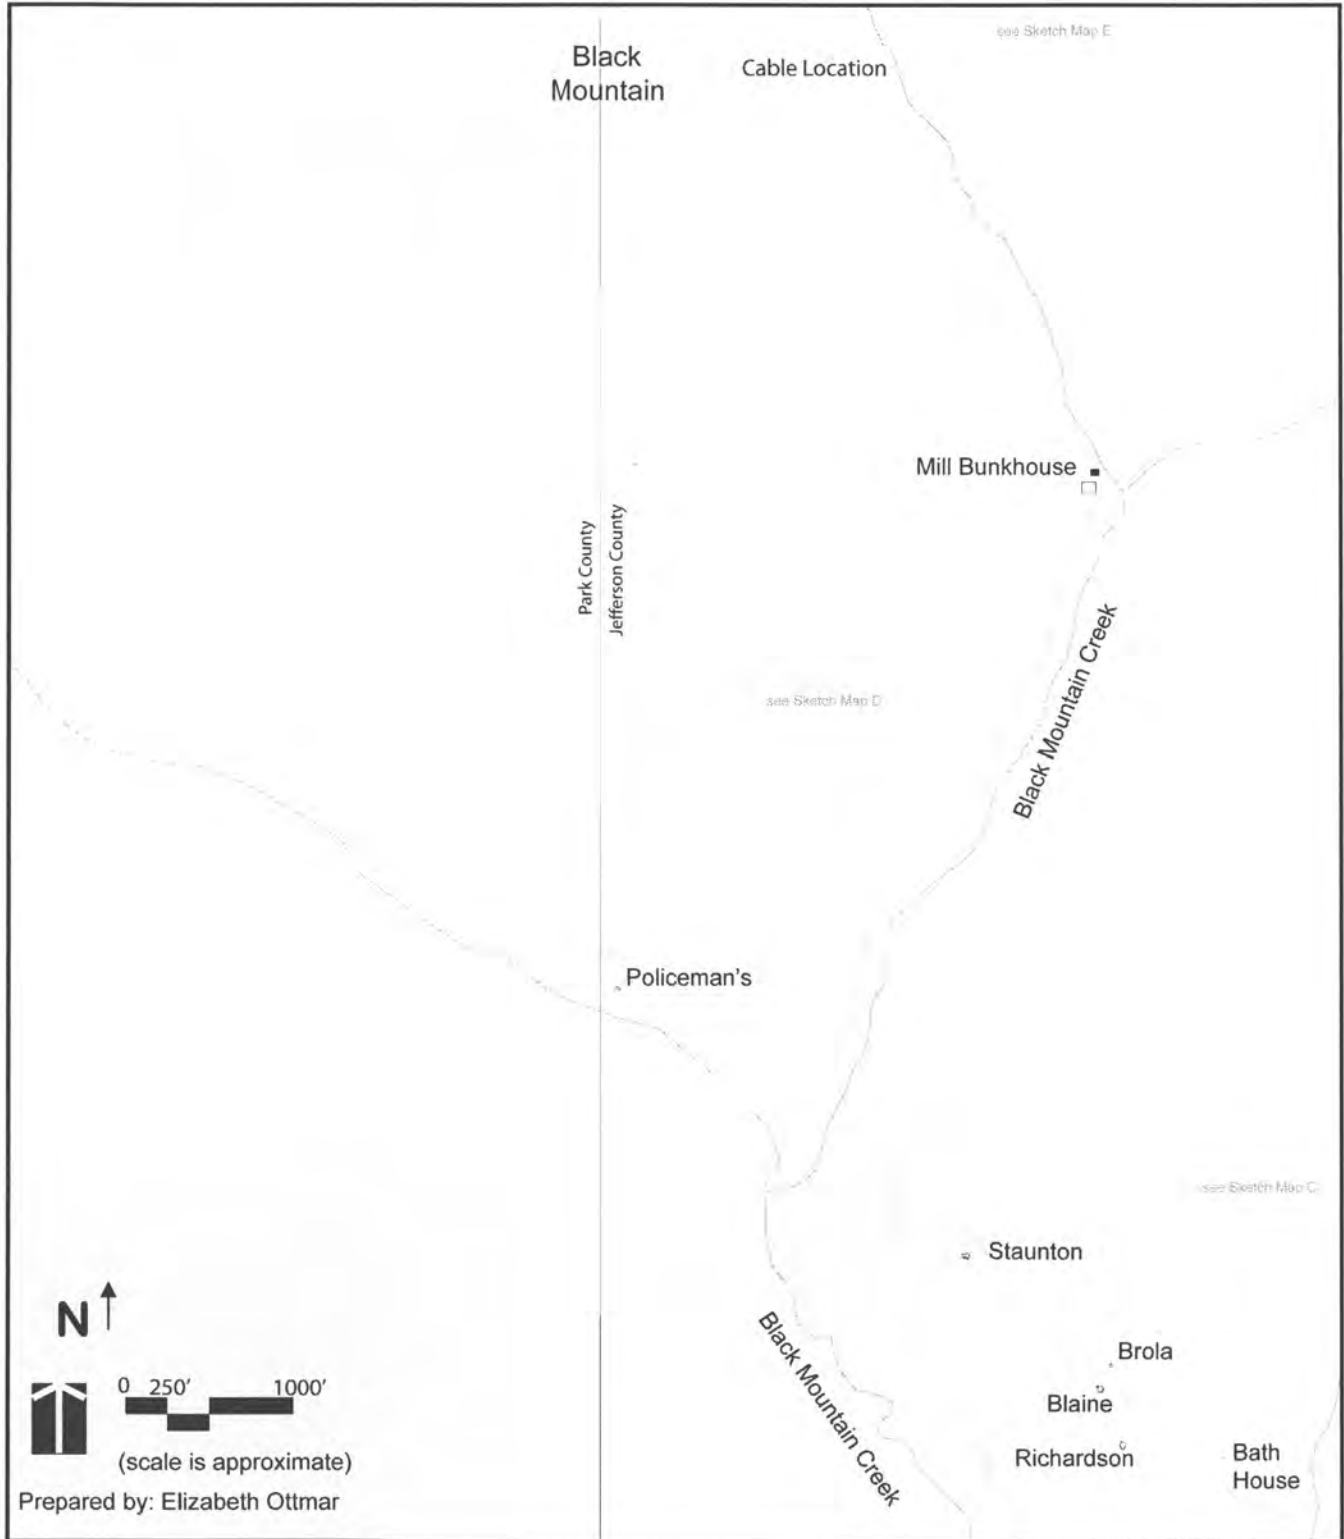 see Sketch Map E
Black
Mountain
Cable Location
Mill Bunkhouse
Park County
Jefferson County
Black Mountain Creek
see Sketch Map D
Policeman's
see Sketch Map C
Staunton
Black Mountain Creek
Brola
Blaine
Richardson
Bath
House
N
0 250' 1000'
(scale is approximate)
Prepared by: Elizabeth Ottmar